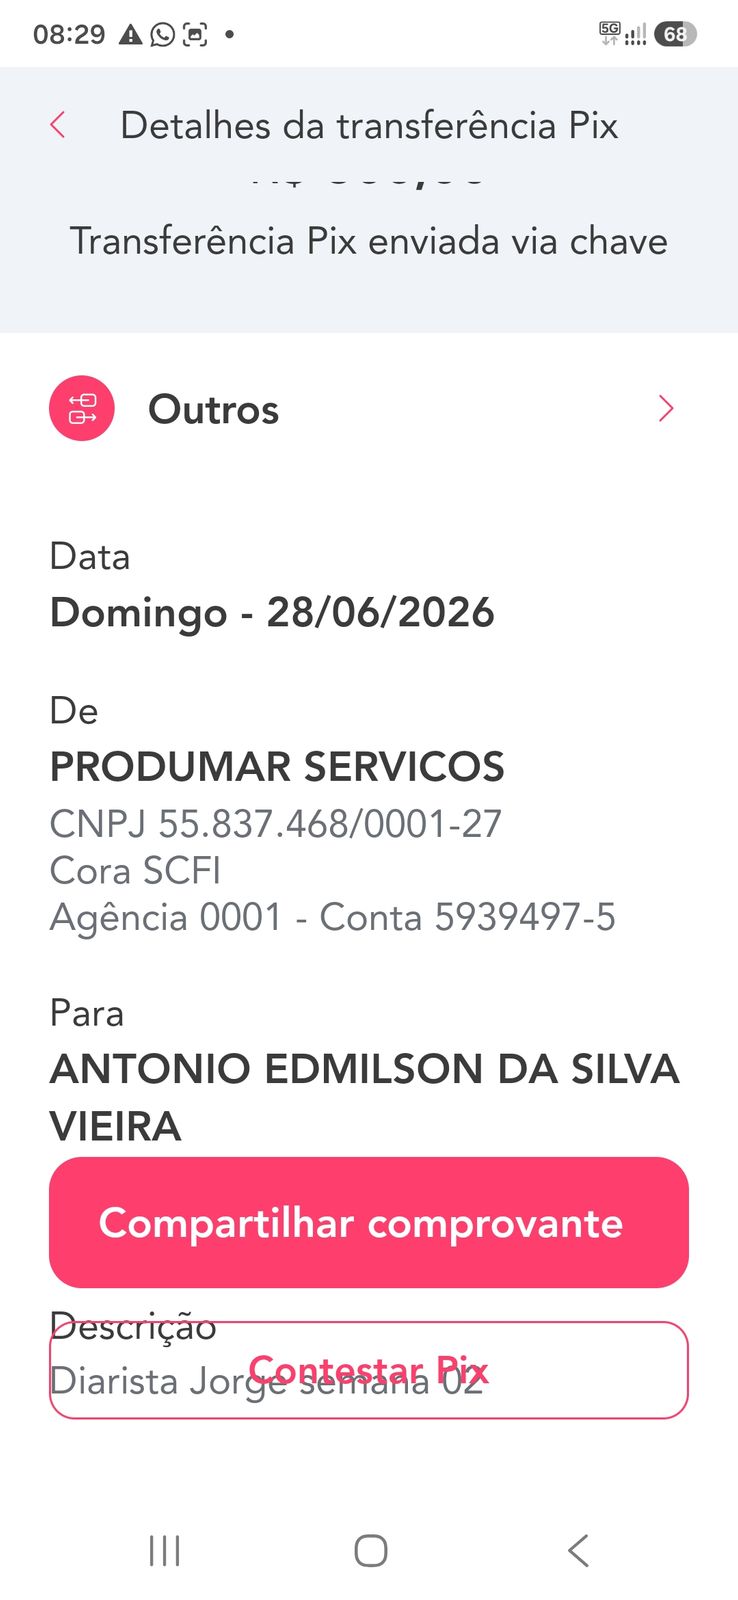 08:29
5G
68
Detalhes da transferência Pix
Transferência Pix enviada via chave
Outros
Data
Domingo - 28/06/2026
De
PRODUMAR SERVICOS
CNPJ 55.837.468/0001-27
Cora SCFI
Agência 0001 - Conta 5939497-5
Para
ANTONIO EDMILSON DA SILVA
VIEIRA
Compartilhar comprovante
Descrição
Contestar Pix
Diarista Jorge semana 02